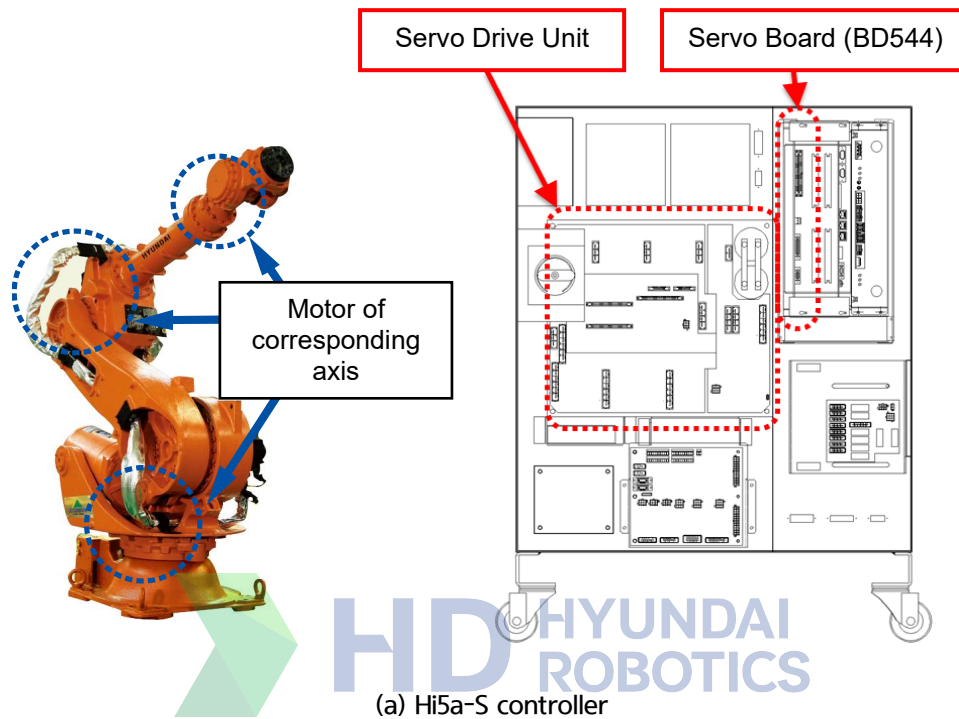 Servo Drive Unit
Servo Board (BD544)
HYUNDAI
Motor of
corresponding
axis
HD HYUNDAI
ROBOTICS
(a) Hi5a-S controller